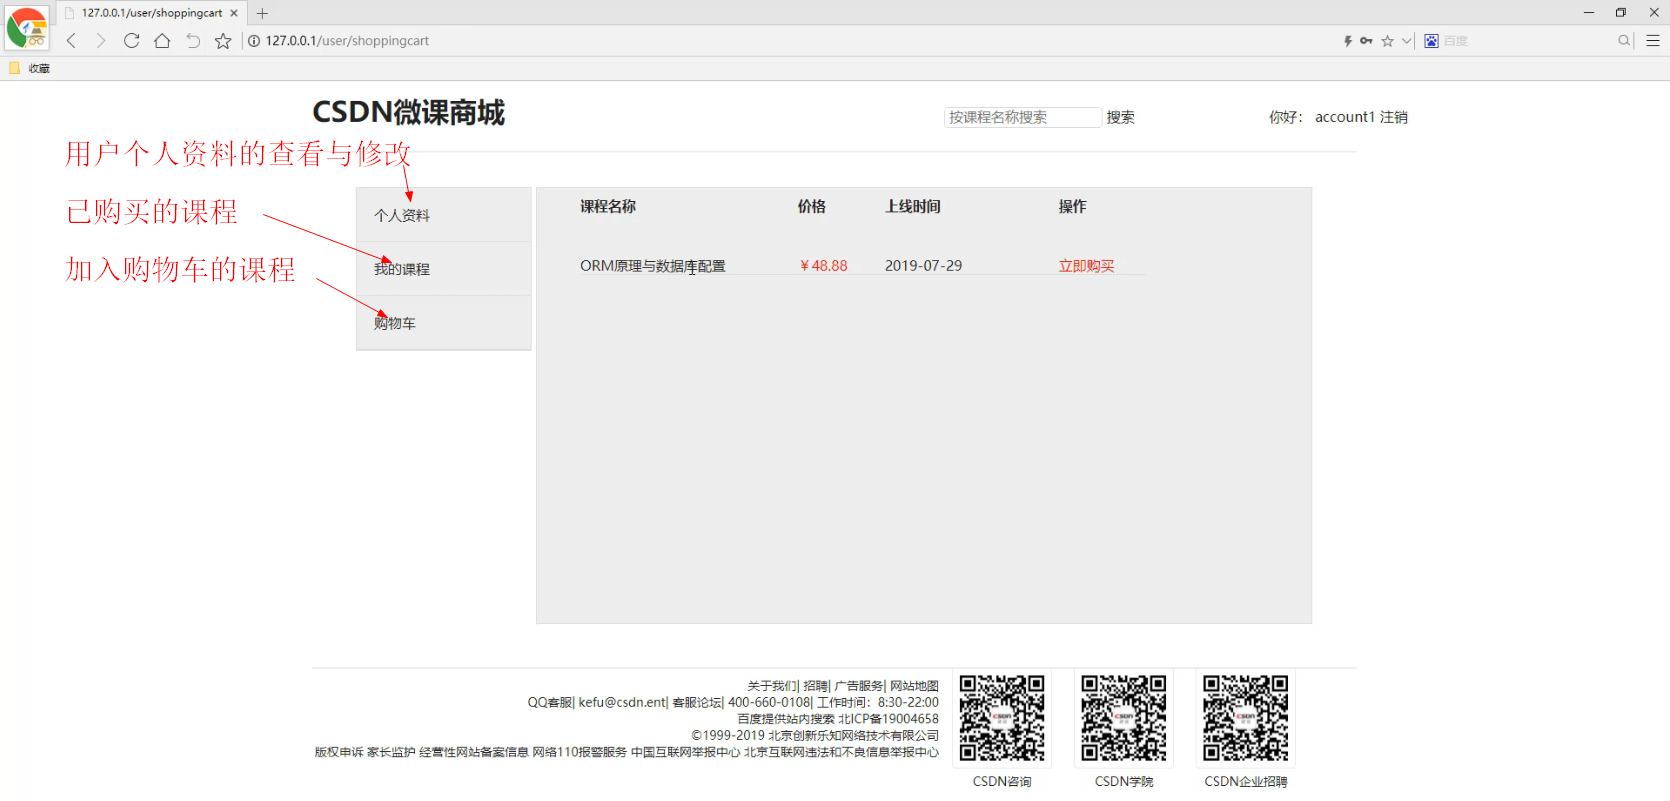 127.0.0.1/user/shoppingcart
127.0.0.1/user/shoppingcart
百度
收藏
CSDN微课商城
按课程名称搜索 搜索
你好： account1 注销
用户个人资料的查看与修改
已购买的课程
加入购物车的课程
个人资料
我的课程
购物车
课程名称 价格 上线时间 操作
ORM原理与数据库配置 ￥48.88 2019-07-29 立即购买
关于我们| 招聘| 广告服务| 网站地图
QQ客服| kefu@csdn.ent| 客服论坛| 400-660-0108| 工作时间：8:30-22:00
百度提供站内搜索 北ICP备19004658
©1999-2019 北京创新乐知网络技术有限公司
版权申诉 家长监护 经营性网站备案信息 网络110报警服务 中国互联网举报中心 北京互联网违法和不良信息举报中心
CSDN咨询 CSDN学院 CSDN企业招聘